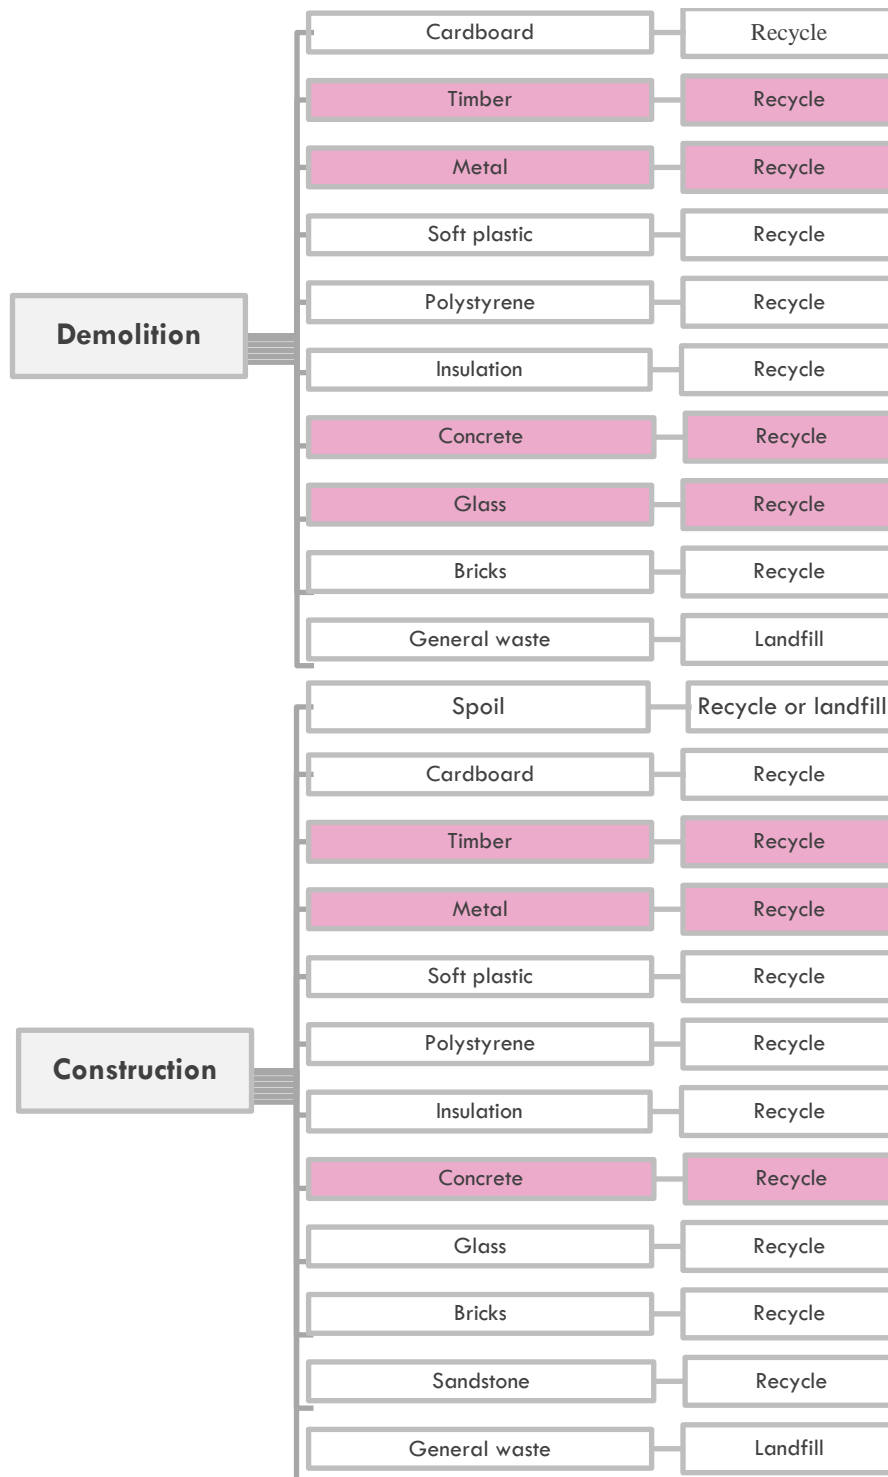 Cardboard Recycle
Timber Recycle
Metal Recycle
Soft plastic Recycle
Polystyrene Recycle
Demolition
Insulation Recycle
Concrete Recycle
Glass Recycle
Bricks Recycle
General waste Landfill
Spoil Recycle or landfill
Cardboard Recycle
Timber Recycle
Metal Recycle
Soft plastic Recycle
Polystyrene Recycle
Construction
Insulation Recycle
Concrete Recycle
Glass Recycle
Bricks Recycle
Sandstone Recycle
General waste Landfill